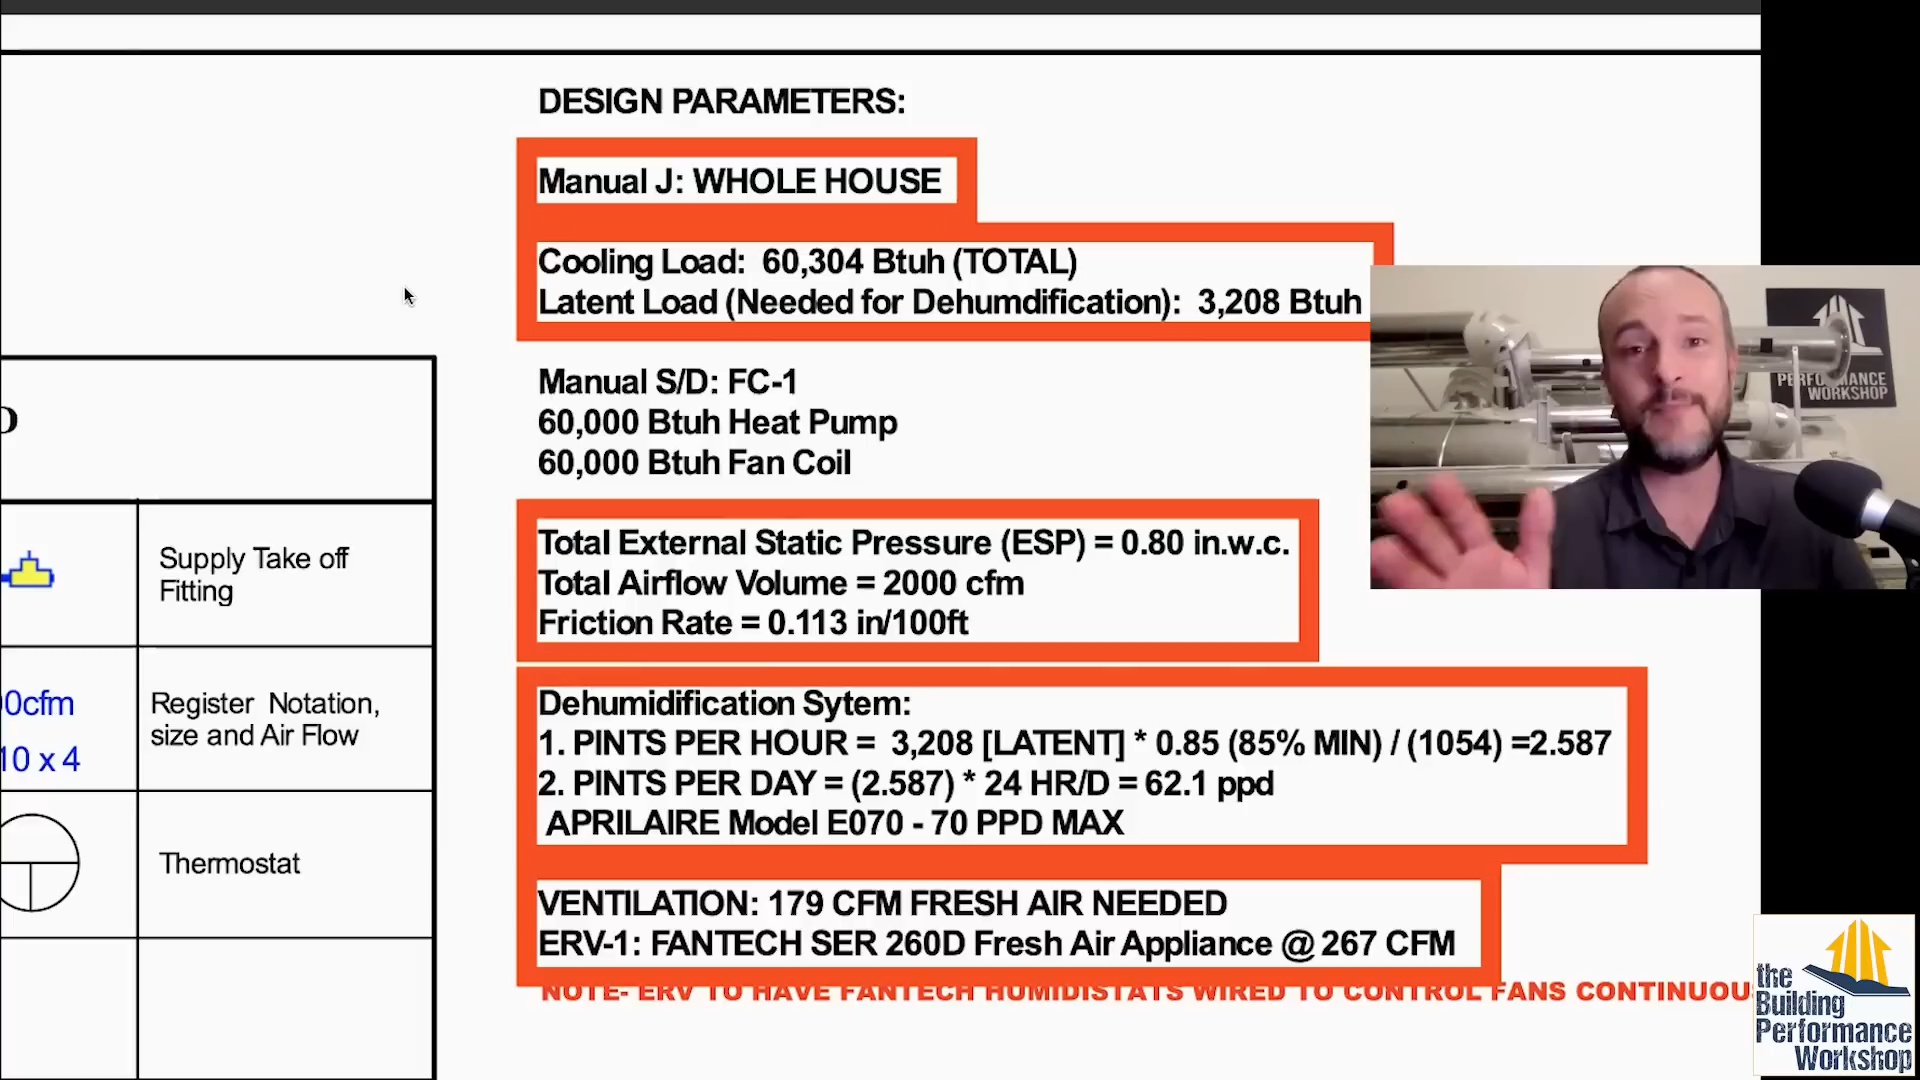 DESIGN PARAMETERS:
Manual J: WHOLE HOUSE
Cooling Load: 60,304 Btuh (TOTAL)
Latent Load (Needed for Dehumdification): 3,208 Btuh
Manual S/D: FC-1
60,000 Btuh Heat Pump
60,000 Btuh Fan Coil
Total External Static Pressure (ESP) = 0.80 in.w.c.
Total Airflow Volume = 2000 cfm
Friction Rate = 0.113 in/100ft
Dehumidification Sytem:
1. PINTS PER HOUR = 3,208 [LATENT] * 0.85 (85% MIN) / (1054) =2.587
2. PINTS PER DAY = (2.587) * 24 HR/D = 62.1 ppd
APRILAIRE Model E070 - 70 PPD MAX
VENTILATION: 179 CFM FRESH AIR NEEDED
ERV-1: FANTECH SER 260D Fresh Air Appliance @ 267 CFM
NOTE- ERV TO HAVE FANTECH HUMIDISTATS WIRED TO CONTROL FANS CONTINUOU
Supply Take off
Fitting
0cfm
10 x 4
Register Notation,
size and Air Flow
Thermostat
PERFORMANCE
WORKSHOP
the
Building
Performance
Workshop